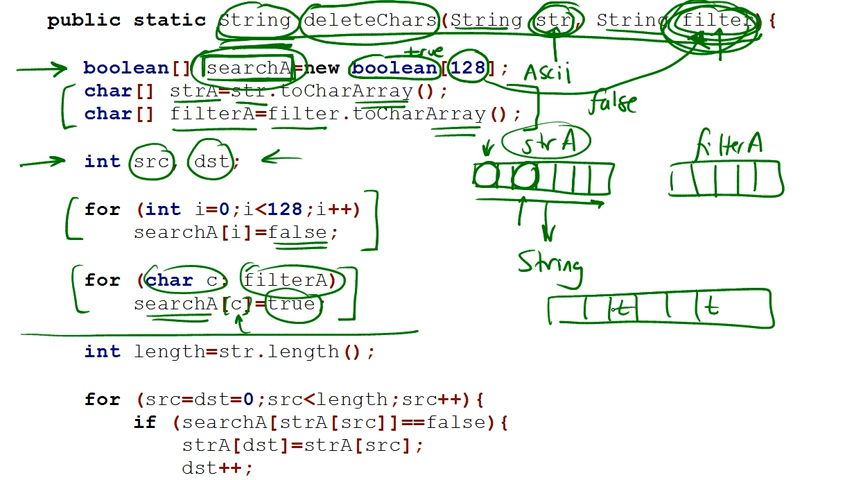 public static String deleteChars(String str, String filter){
true
boolean[] searchA=new boolean[128];
Ascii
char[] strA=str.toCharArray();
false
char[] filterA=filter.toCharArray();
strA
filterA
int src, dst;
for (int i=0;i<128;i++)
searchA[i]=false;
String
for (char c: filterA)
searchA[c]=true;
t t
int length=str.length();
for (src=dst=0;src<length;src++){
if (searchA[strA[src]]==false){
strA[dst]=strA[src];
dst++;